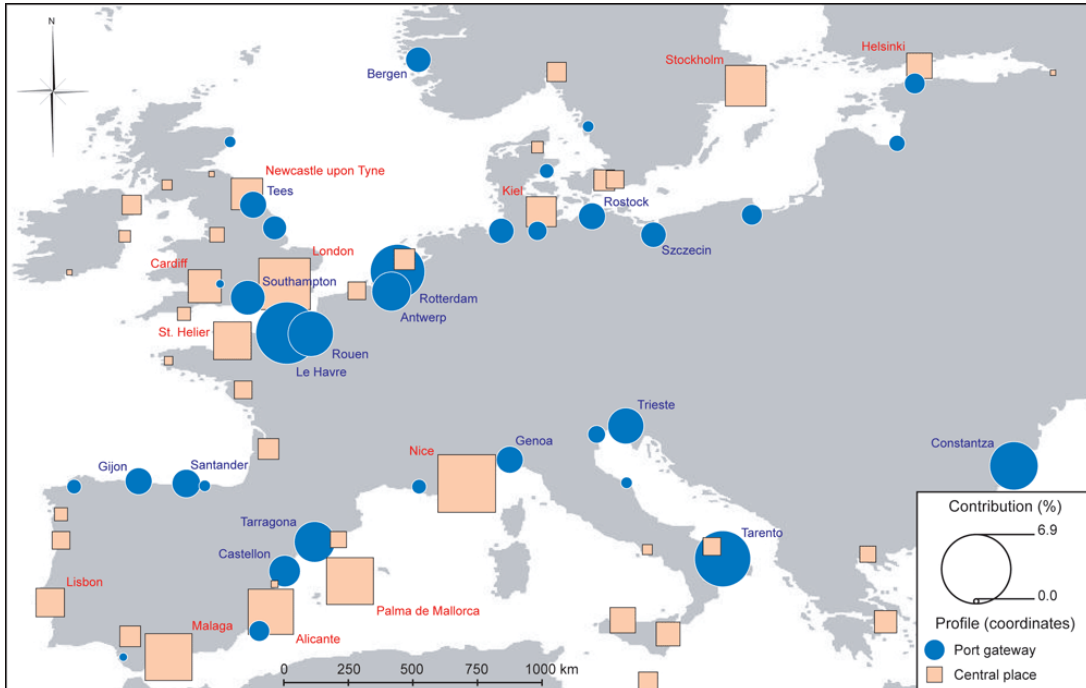 N
Bergen
Stockholm
Helsinki
Newcastle upon Tyne
Tees
Kiel
Rostock
Szczecin
London
Cardiff
Southampton
Rotterdam
Antwerp
St. Helier
Rouen
Le Havre
Trieste
Constantza
Genoa
Nice
Gijon
Santander
Tarragona
Castellon
Tarento
Lisbon
Palma de Mallorca
Malaga
Alicante
0 250 500 750 1000 km
Contribution (%)
6.9
0.0
Profile (coordinates)
Port gateway
Central place